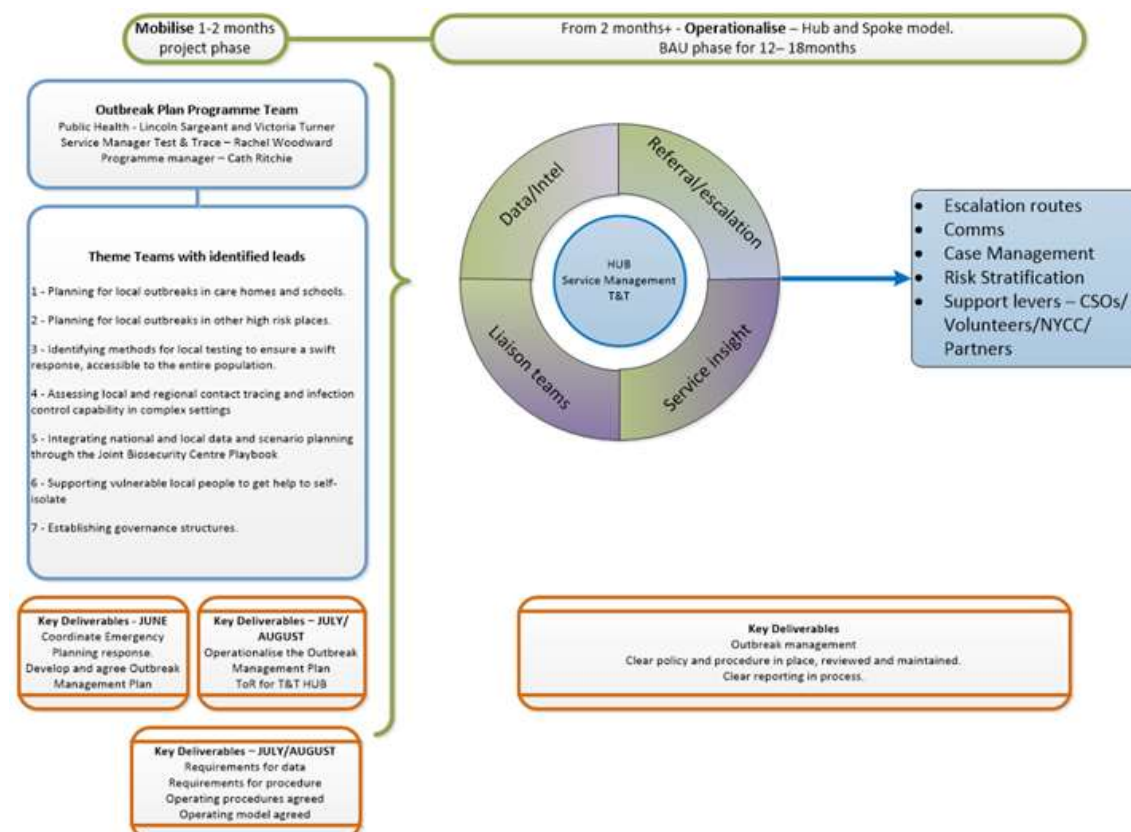 Mobilise 1-2 months
project phase
From 2 months+ - Operationalise – Hub and Spoke model.
BAU phase for 12– 18months
Outbreak Plan Programme Team
Public Health - Lincoln Sargeant and Victoria Turner
Service Manager Test & Trace – Rachel Woodward
Programme manager – Cath Ritchie
Theme Teams with identified leads
1 - Planning for local outbreaks in care homes and schools.
2 - Planning for local outbreaks in other high risk places.
3 - Identifying methods for local testing to ensure a swift
response, accessible to the entire population.
4 - Assessing local and regional contact tracing and infection
control capability in complex settings
5 - Integrating national and local data and scenario planning
through the Joint Biosecurity Centre Playbook
6 - Supporting vulnerable local people to get help to self-
isolate
7 - Establishing governance structures.
Data/Intel
Referral/escalation
HUB
Service Management
T&T
Liaison teams
Service insight
• Escalation routes
• Comms
• Case Management
• Risk Stratification
• Support levers – CSOs/
Volunteers/NYCC/
Partners
Key Deliverables - JUNE
Coordinate Emergency
Planning response.
Develop and agree Outbreak
Management Plan
Key Deliverables – JULY/
AUGUST
Operationalise the Outbreak
Management Plan
ToR for T&T HUB
Key Deliverables
Outbreak management
Clear policy and procedure in place, reviewed and maintained.
Clear reporting in process.
Key Deliverables – JULY/AUGUST
Requirements for data
Requirements for procedure
Operating procedures agreed
Operating model agreed